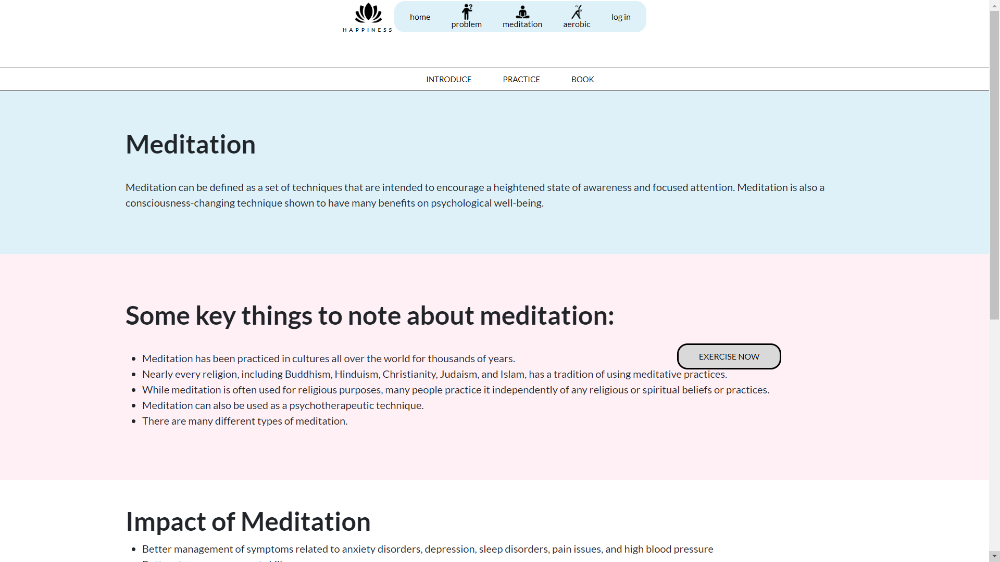 HAPPINESS
home
problem
meditation
aerobic
log in
INTRODUCE
PRACTICE
BOOK
Meditation
Meditation can be defined as a set of techniques that are intended to encourage a heightened state of awareness and focused attention. Meditation is also a
consciousness-changing technique shown to have many benefits on psychological well-being.
Some key things to note about meditation:
EXERCISE NOW
• Meditation has been practiced in cultures all over the world for thousands of years.
• Nearly every religion, including Buddhism, Hinduism, Christianity, Judaism, and Islam, has a tradition of using meditative practices.
• While meditation is often used for religious purposes, many people practice it independently of any religious or spiritual beliefs or practices.
• Meditation can also be used as a psychotherapeutic technique.
• There are many different types of meditation.
Impact of Meditation
• Better management of symptoms related to anxiety disorders, depression, sleep disorders, pain issues, and high blood pressure